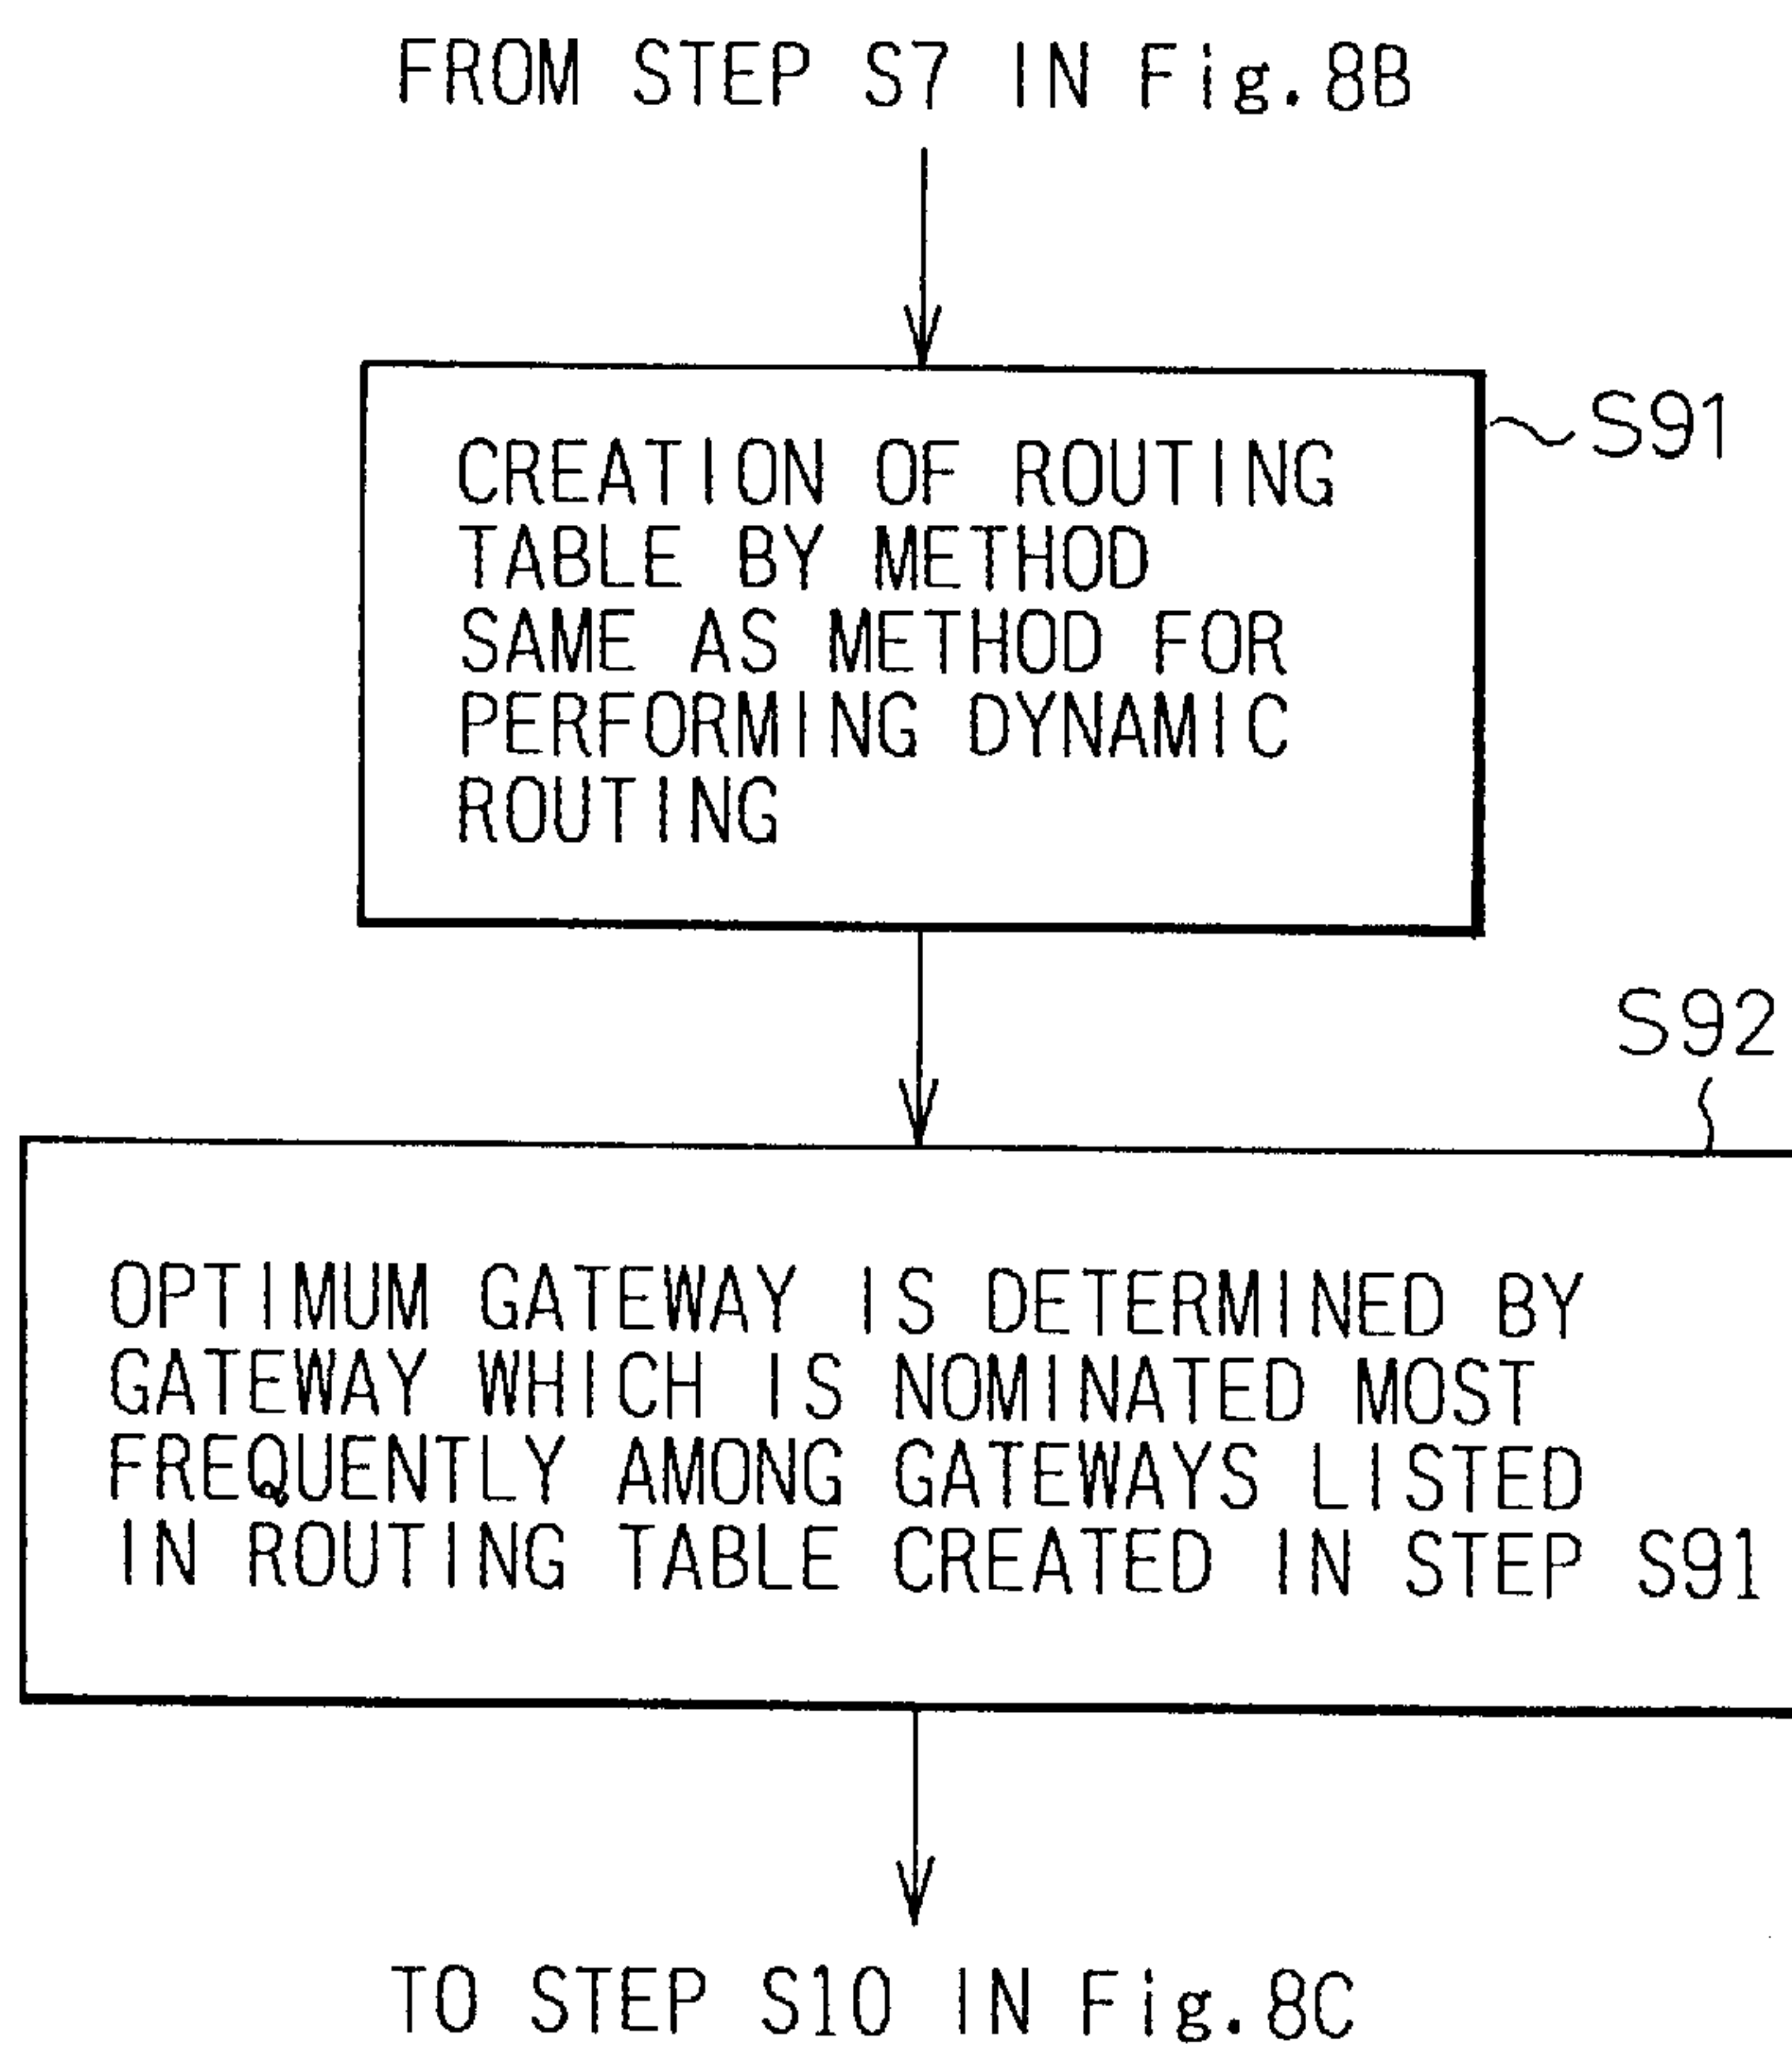 FROM STEP S7 IN Fig.8B
S91
CREATION OF ROUTING
TABLE BY METHOD
SAME AS METHOD FOR
PERFORMING DYNAMIC
ROUTING
S92
OPTIMUM GATEWAY IS DETERMINED BY
GATEWAY WHICH IS NOMINATED MOST
FREQUENTLY AMONG GATEWAYS LISTED
IN ROUTING TABLE CREATED IN STEP S91
TO STEP S10 IN Fig.8C